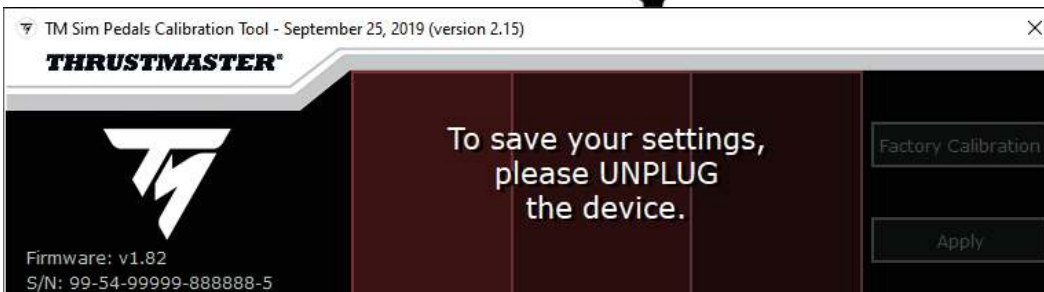 TM Sim Pedals Calibration Tool - September 25, 2019 (version 2.15)
THRUSTMASTER®
To save your settings,
please UNPLUG
the device.
Factory Calibration
Apply
Firmware: v1.82
S/N: 99-54-99999-888888-5